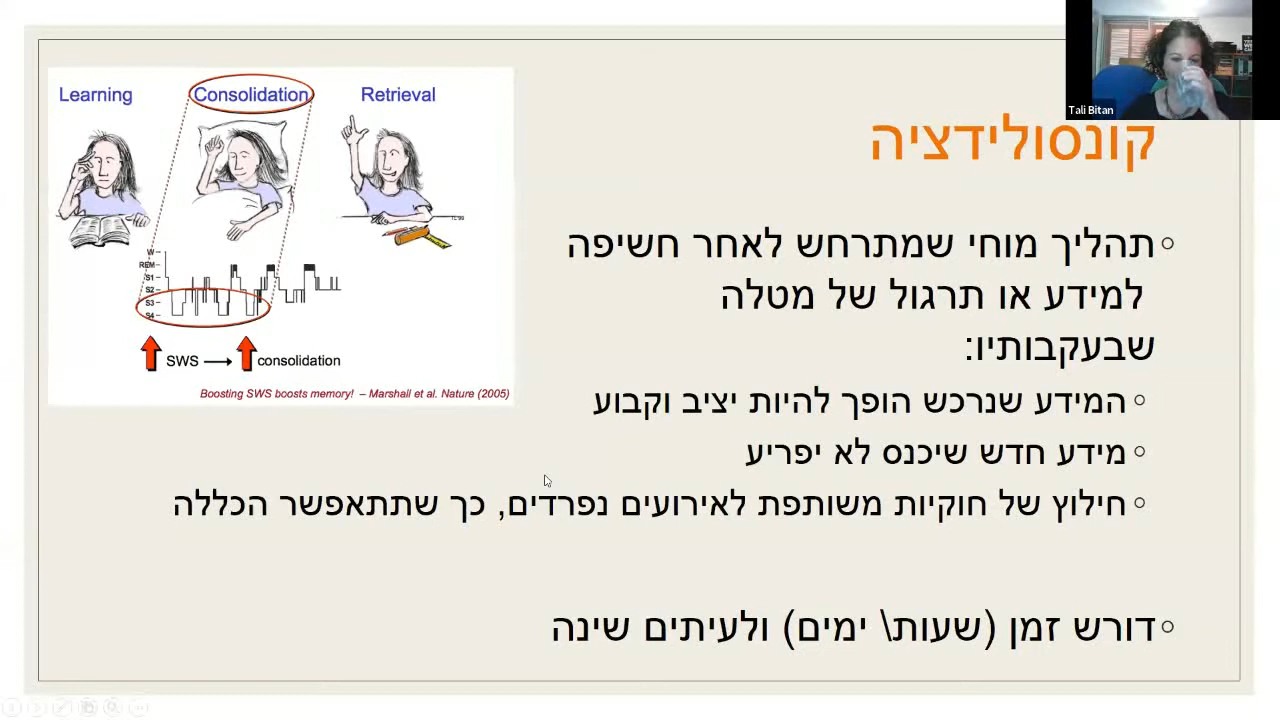 Tali Bitan
קונסולידציה
Learning
Consolidation
Retrieval
W
REM
S1
S2
S3
S4
SWS → consolidation
Boosting SWS boosts memory! – Marshall et al. Nature (2005)
תהליך מוחי שמתרחש לאחר חשיפה
למידע או תרגול של מטלה
שבעקבותיו:
המידע שנרכש הופך להיות יציב וקבוע
מידע חדש שיכנס לא יפריע
חילוץ של חוקיות משותפת לאירועים נפרדים, כך שתתאפשר הכללה
דורש זמן (שעות\ ימים) ולעיתים שינה